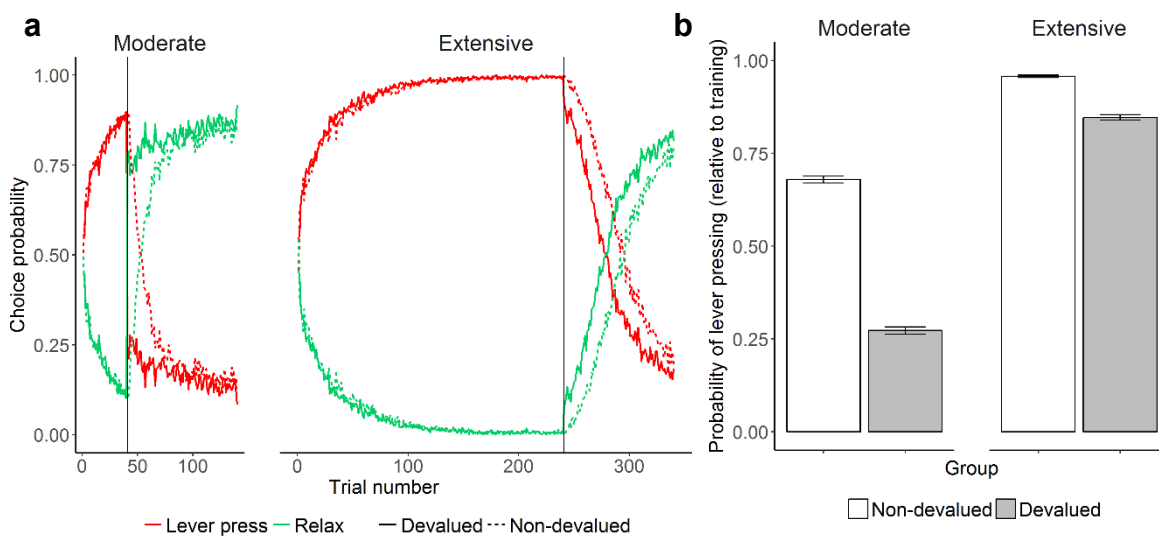 a
Moderate
Extensive
Choice probability
1.00
0.75
0.50
0.25
0.00
0
50
100
0
100
200
300
Trial number
Lever press
Relax
Devalued
Non-devalued
b
Moderate
Extensive
Probability of lever pressing (relative to training)
1.00
0.75
0.50
0.25
0.00
Group
Non-devalued
Devalued